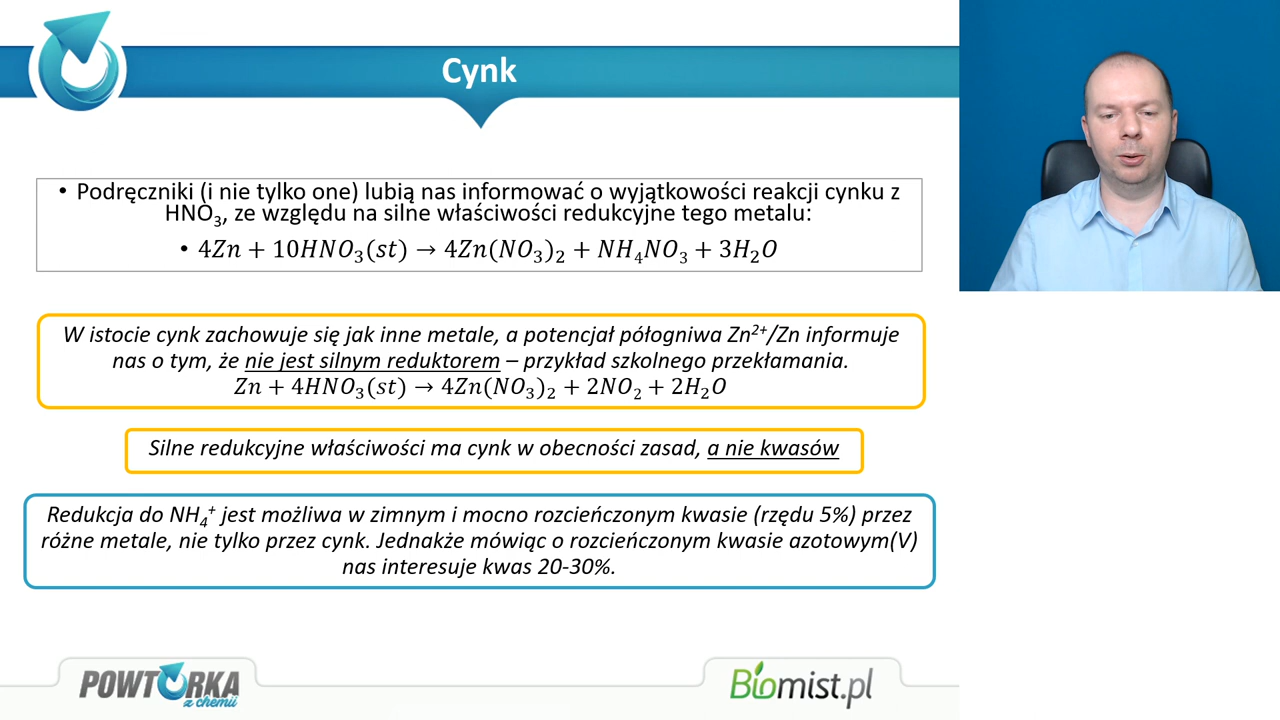 Cynk
• Podręczniki (i nie tylko one) lubią nas informować o wyjątkowości reakcji cynku z
HNO₃, ze względu na silne właściwości redukcyjne tego metalu:
• 4Zn + 10HNO₃(st) → 4Zn(NO₃)₂ + NH₄NO₃ + 3H₂O
W istocie cynk zachowuje się jak inne metale, a potencjał półogniwa Zn²⁺/Zn informuje
nas o tym, że nie jest silnym reduktorem – przykład szkolnego przekłamania.
Zn + 4HNO₃(st) → 4Zn(NO₃)₂ + 2NO₂ + 2H₂O
Silne redukcyjne właściwości ma cynk w obecności zasad, a nie kwasów
Redukcja do NH₄⁺ jest możliwa w zimnym i mocno rozcieńczonym kwasie (rzędu 5%) przez
różne metale, nie tylko przez cynk. Jednakże mówiąc o rozcieńczonym kwasie azotowym(V)
nas interesuje kwas 20-30%.
POWTÓRKA
z chemii
Biomist.pl